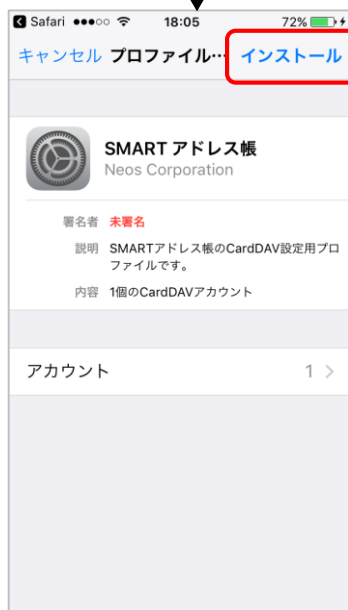 Safari 18:05 72%
キャンセル プロファイル… インストール
SMART アドレス帳
Neos Corporation
署名者 未署名
説明 SMARTアドレス帳のCardDAV設定用プロ
ファイルです。
内容 1個のCardDAVアカウント
アカウント 1